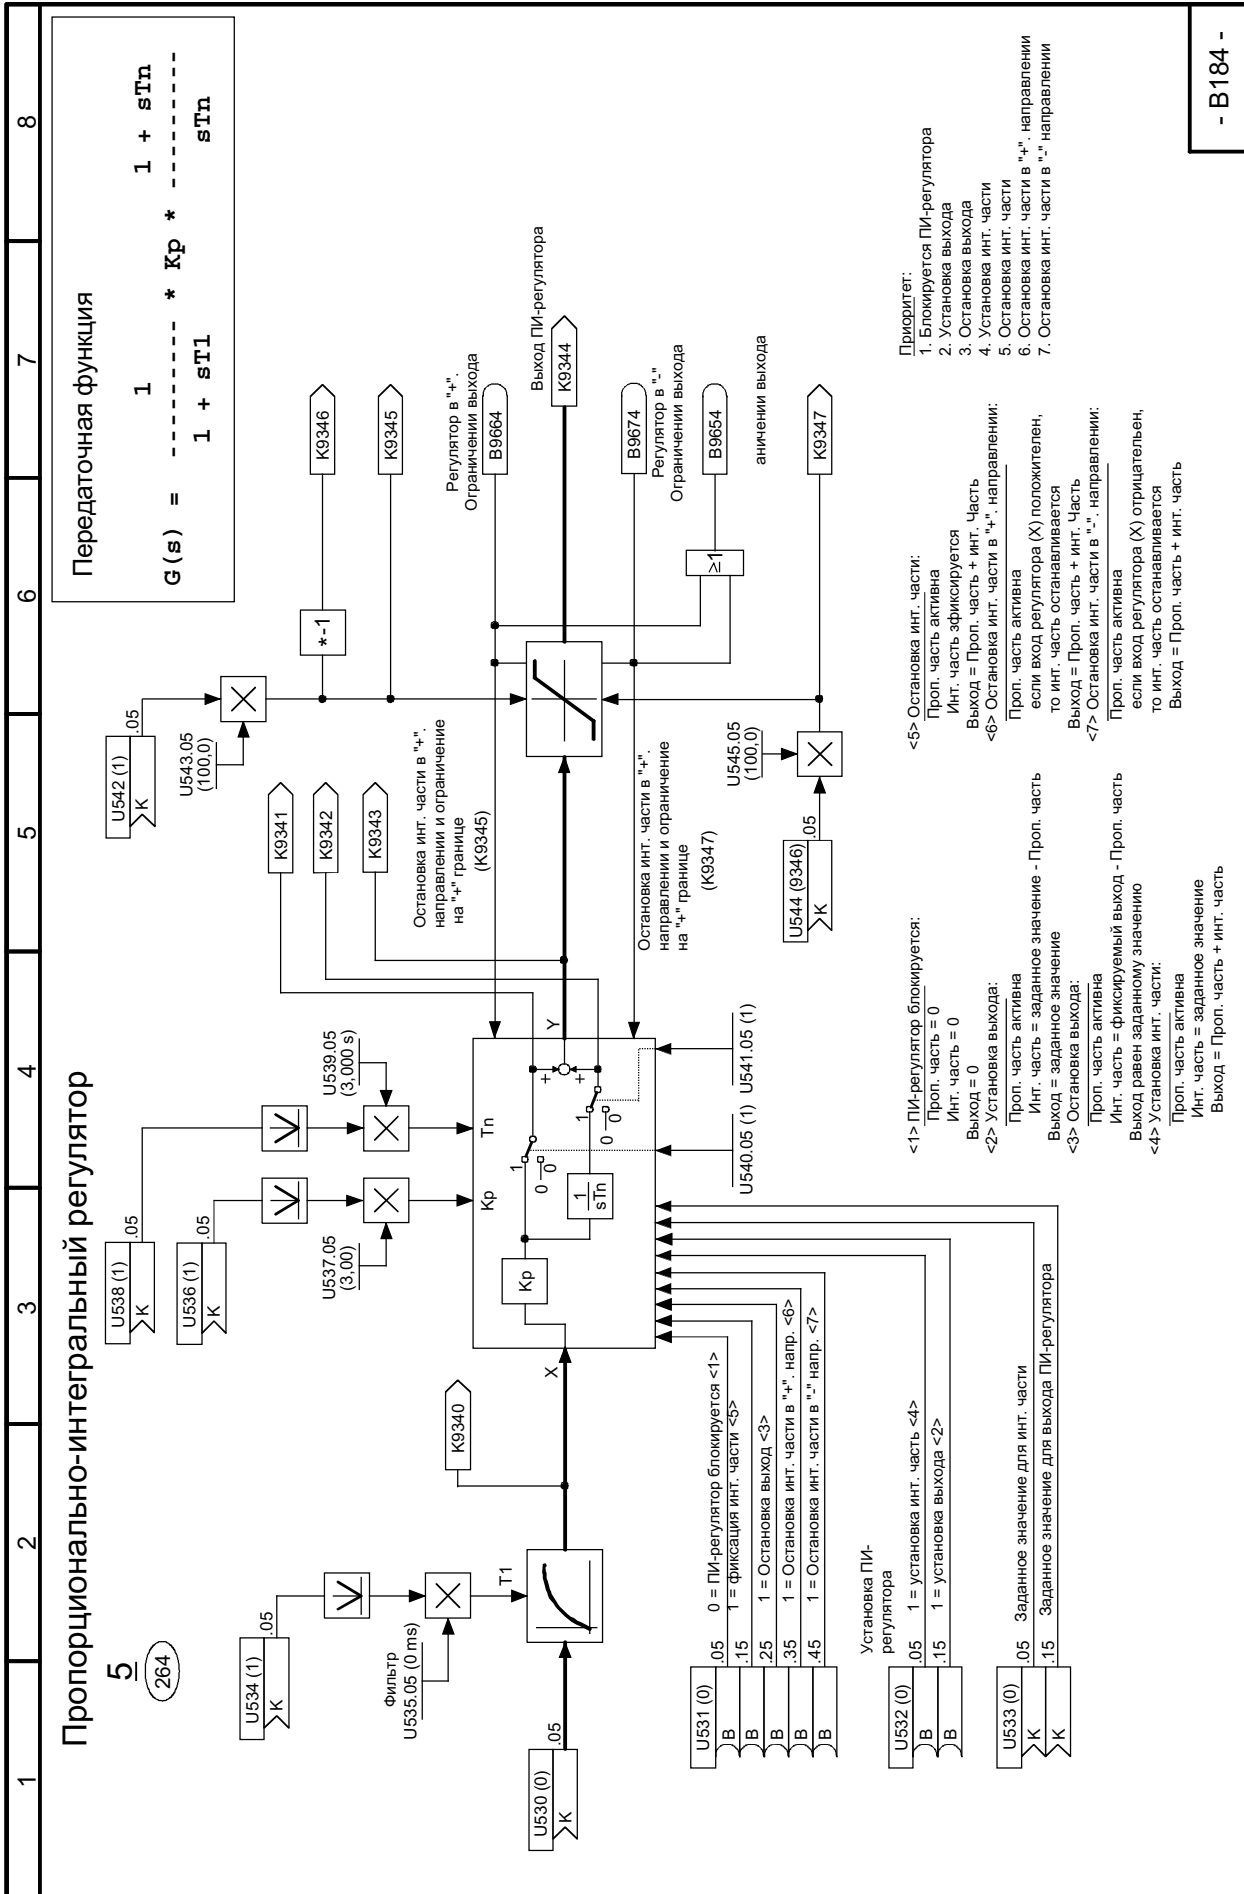 1 2 3 4 5 6 7 8
Пропорционально-интегральный регулятор
5
264
Передаточная функция
1 1 + sTn
G(s) = --------- * Kp * ---------
1 + sT1 sTn
U534 (1)
K
.05
Фильтр
U535.05 (0 ms)
T1
U530 (0)
K
.05
K9340
X
U538 (1)
K
.05
U536 (1)
K
.05
U537.05
(3,00)
U539.05
(3,000 s)
Kp
Tn
Kp
1
sTn
1
0
0
1
0
0
+
+
Y
U540.05 (1)
U541.05 (1)
U542 (1)
K
.05
U543.05
(100,0)
K9341
K9342
K9343
Остановка инт. части в "+".
направлении и ограничение
на "+" границе
(K9345)
Остановка инт. части в "+".
направлении и ограничение
на "+" границе
(K9347)
U545.05
(100,0)
U544 (9346)
K
.05
*-1
K9346
K9345
Регулятор в "+".
Ограничении выхода
B9664
Выход ПИ-регулятора
K9344
B9674
Регулятор в "-"
Ограничении выхода
≥1
B9654
аничении выхода
K9347
U531 (0)
B .05 0 = ПИ-регулятор блокируется <1>
B .15 1 = фиксация инт. части <5>
B .25 1 = Остановка выход <3>
B .35 1 = Остановка инт. части в "+". напр. <6>
B .45 1 = Остановка инт. части в "-" напр. <7>
Установка ПИ-
регулятора
U532 (0)
B .05 1 = установка инт. часть <4>
B .15 1 = установка выхода <2>
U533 (0)
K .05 Заданное значение для инт. части
K .15 Заданное значение для выхода ПИ-регулятора
<1> ПИ-регулятор блокируется:
Проп. часть = 0
Инт. часть = 0
Выход = 0
<2> Установка выхода:
Проп. часть активна
Инт. часть = заданное значение - Проп. часть
Выход = заданное значение
<3> Остановка выхода:
Проп. часть активна
Инт. часть = фиксируемый выход - Проп. часть
Выход равен заданному значению
<4> Установка инт. части:
Проп. часть активна
Инт. часть = заданное значение
Выход = Проп. часть + инт. часть
<5> Остановка инт. части:
Проп. часть активна
Инт. часть зфиксируется
Выход = Проп. часть + инт. Часть
<6> Остановка инт. части в "+". направлении:
Проп. часть активна
если вход регулятора (X) положителен,
то инт. часть останавливается
Выход = Проп. часть + инт. Часть
<7> Остановка инт. части в "-". направлении:
Проп. часть активна
если вход регулятора (X) отрицательен,
то инт. часть останавливается
Выход = Проп. часть + инт. часть
Приоритет:
1. Блокируется ПИ-регулятора
2. Установка выхода
3. Остановка выхода
4. Установка инт. части
5. Остановка инт. части
6. Остановка инт. части в "+". направлении
7. Остановка инт. части в "-" направлении
- B184 -